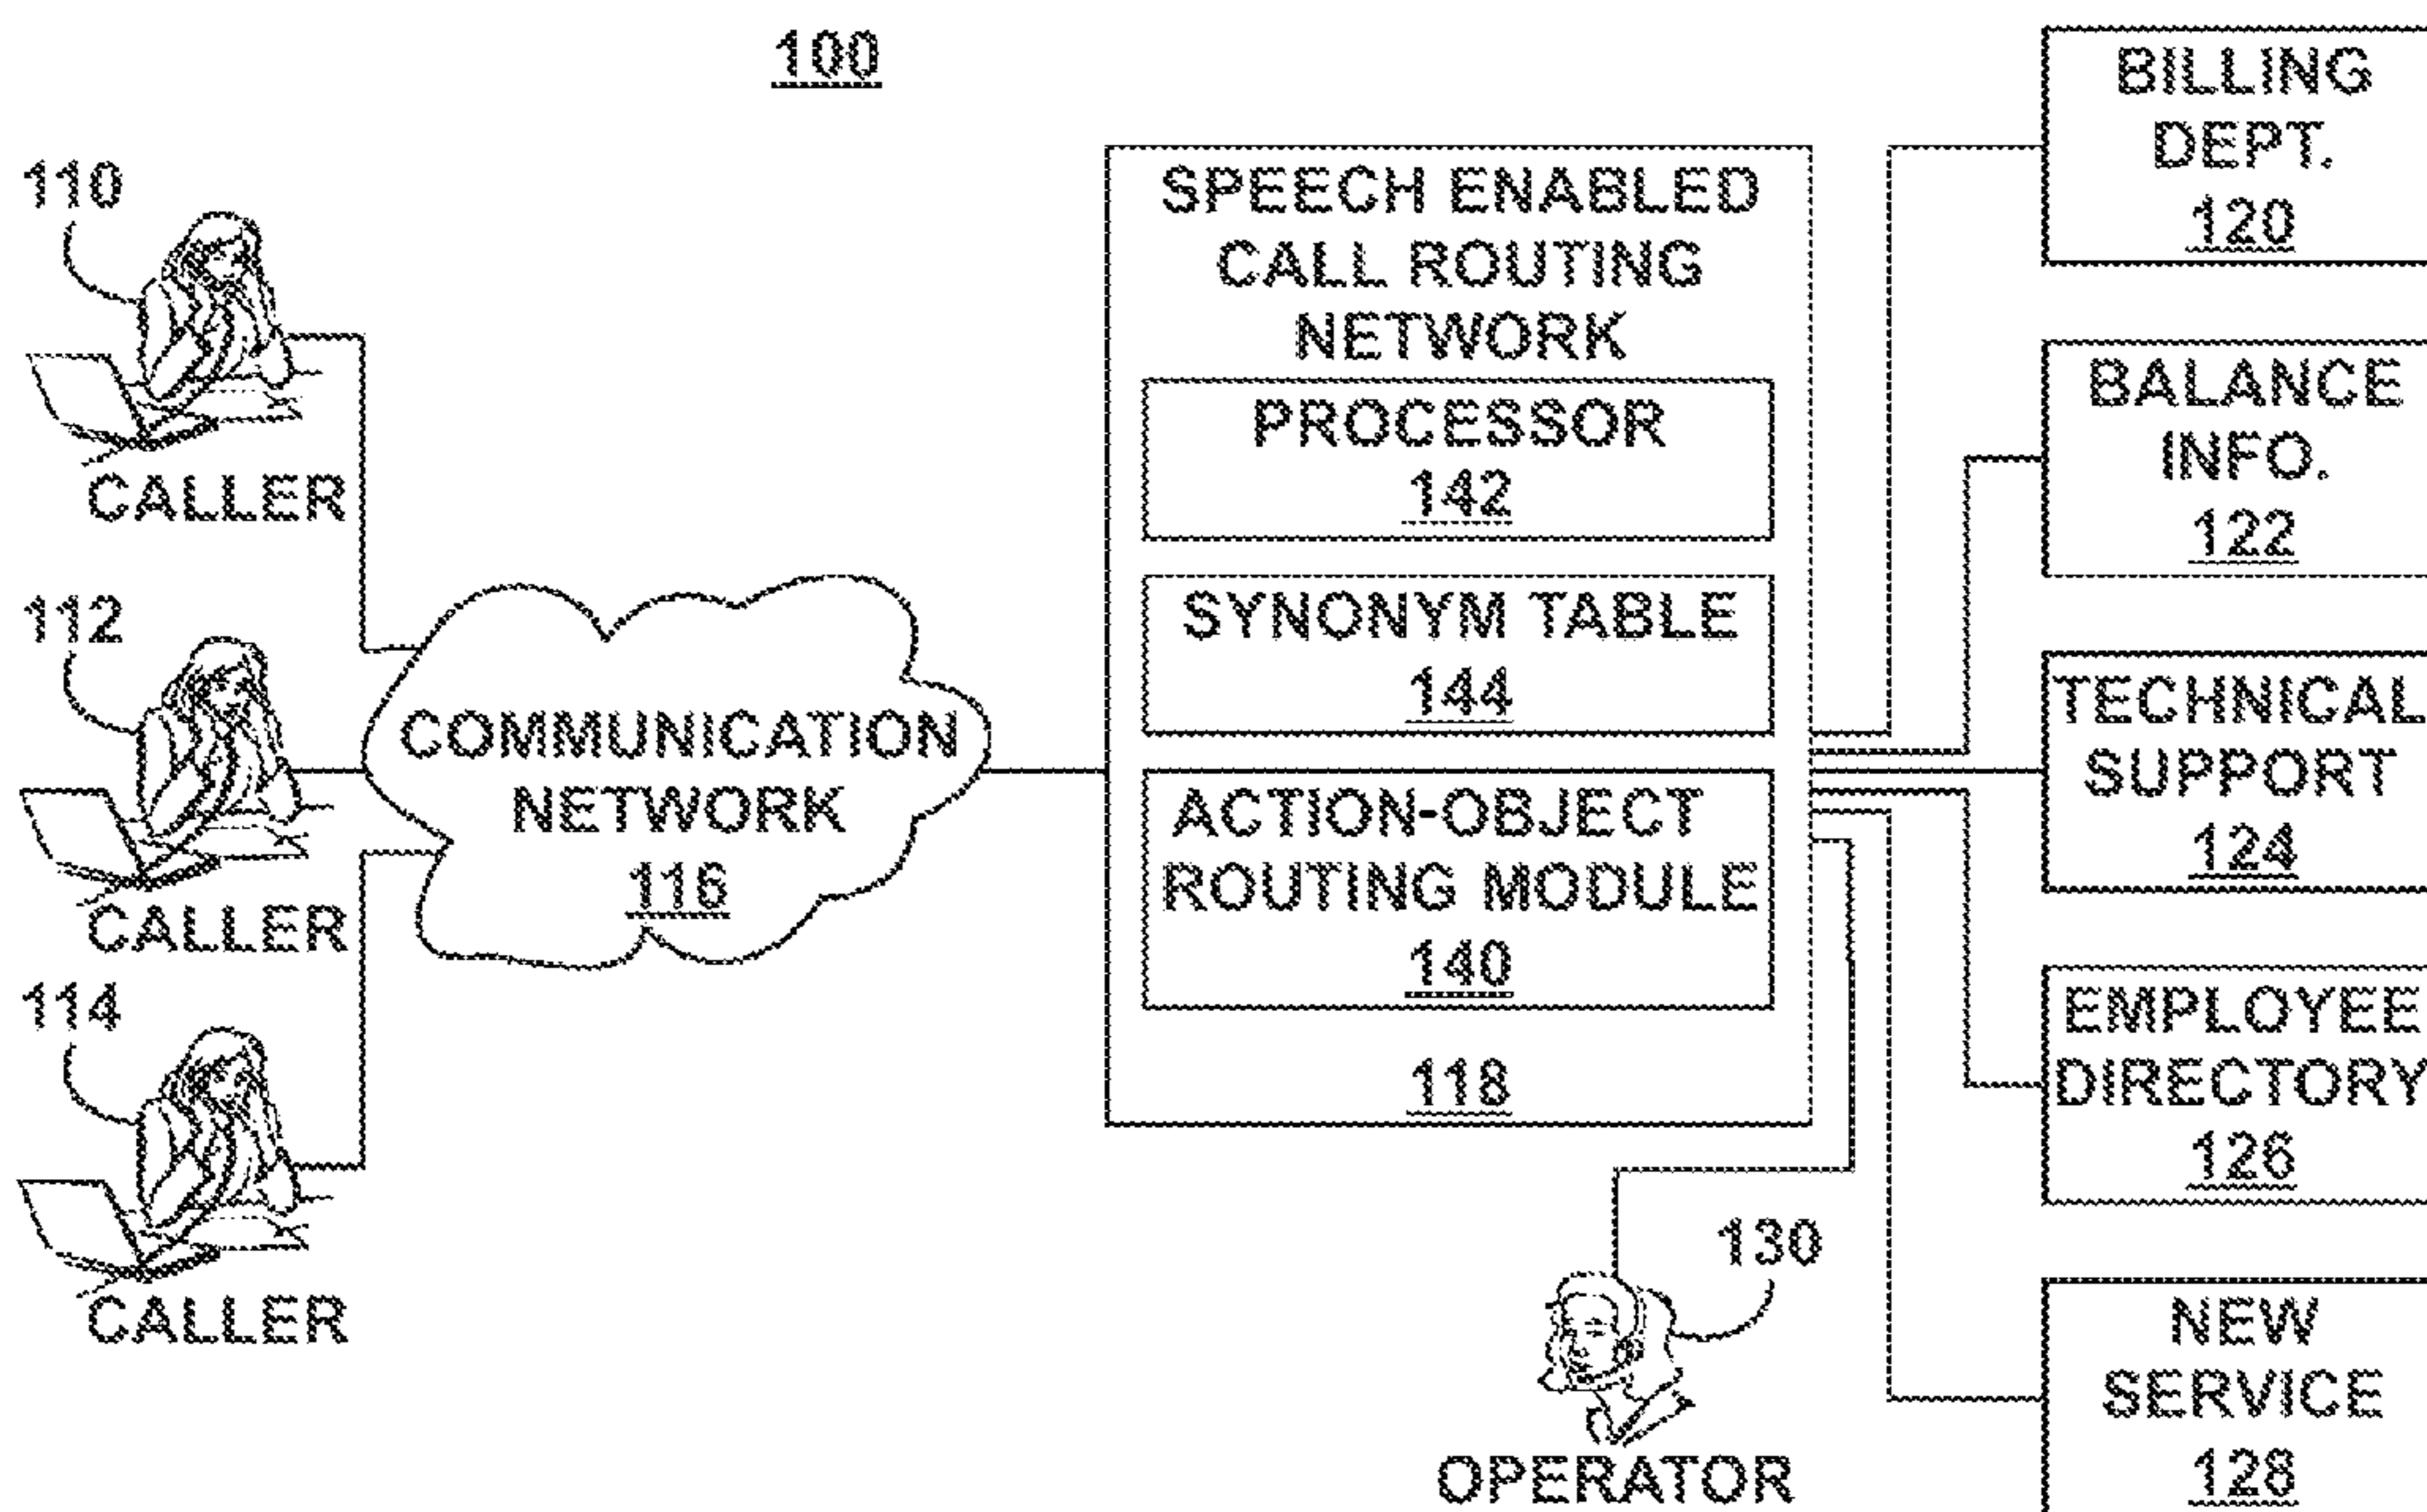 100
110
CALLER
112
CALLER
114
CALLER
COMMUNICATION
NETWORK
116
SPEECH ENABLED
CALL ROUTING
NETWORK
PROCESSOR
142
SYNONYM TABLE
144
ACTION-OBJECT
ROUTING MODULE
140
118
130
OPERATOR
BILLING
DEPT.
120
BALANCE
INFO.
122
TECHNICAL
SUPPORT
124
EMPLOYEE
DIRECTORY
126
NEW
SERVICE
128